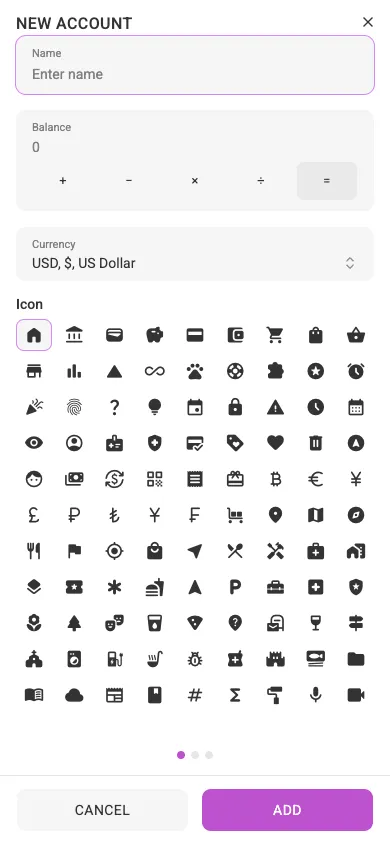 NEW ACCOUNT
Name
Enter name
Balance
0
+ − × ÷ =
Currency
USD, $, US Dollar
Icon
CANCEL
ADD